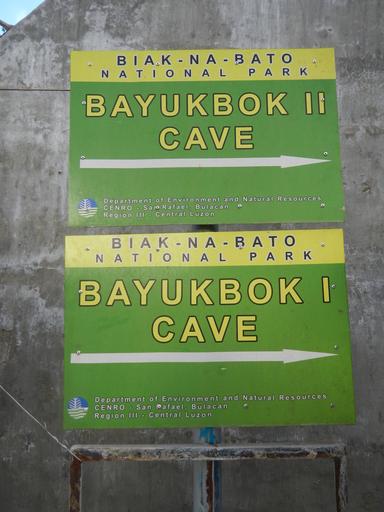 BIAK-NA-BATO
NATIONAL PARK
BAYUKBOK II
CAVE
Department of Environment and Natural Resources
CENRO - San Rafael, Bulacan
Region III - Central Luzon
BIAK-NA-BATO
NATIONAL PARK
BAYUKBOK I
CAVE
Department of Environment and Natural Resources
CENRO - San Rafael, Bulacan
Region III - Central Luzon